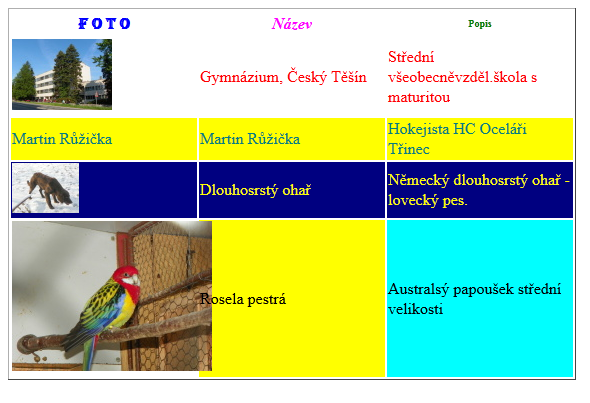 FOTO Název Popis
Gymnázium, Český Těšín
Střední
všeobecněvzděl.škola s
maturitou
Martin Růžička Martin Růžička
Hokejista HC Oceláři
Třinec
Dlouhosrstý ohař
Německý dlouhosrstý ohař -
lovecký pes.
Rosela pestrá
Australsý papoušek střední
velikosti